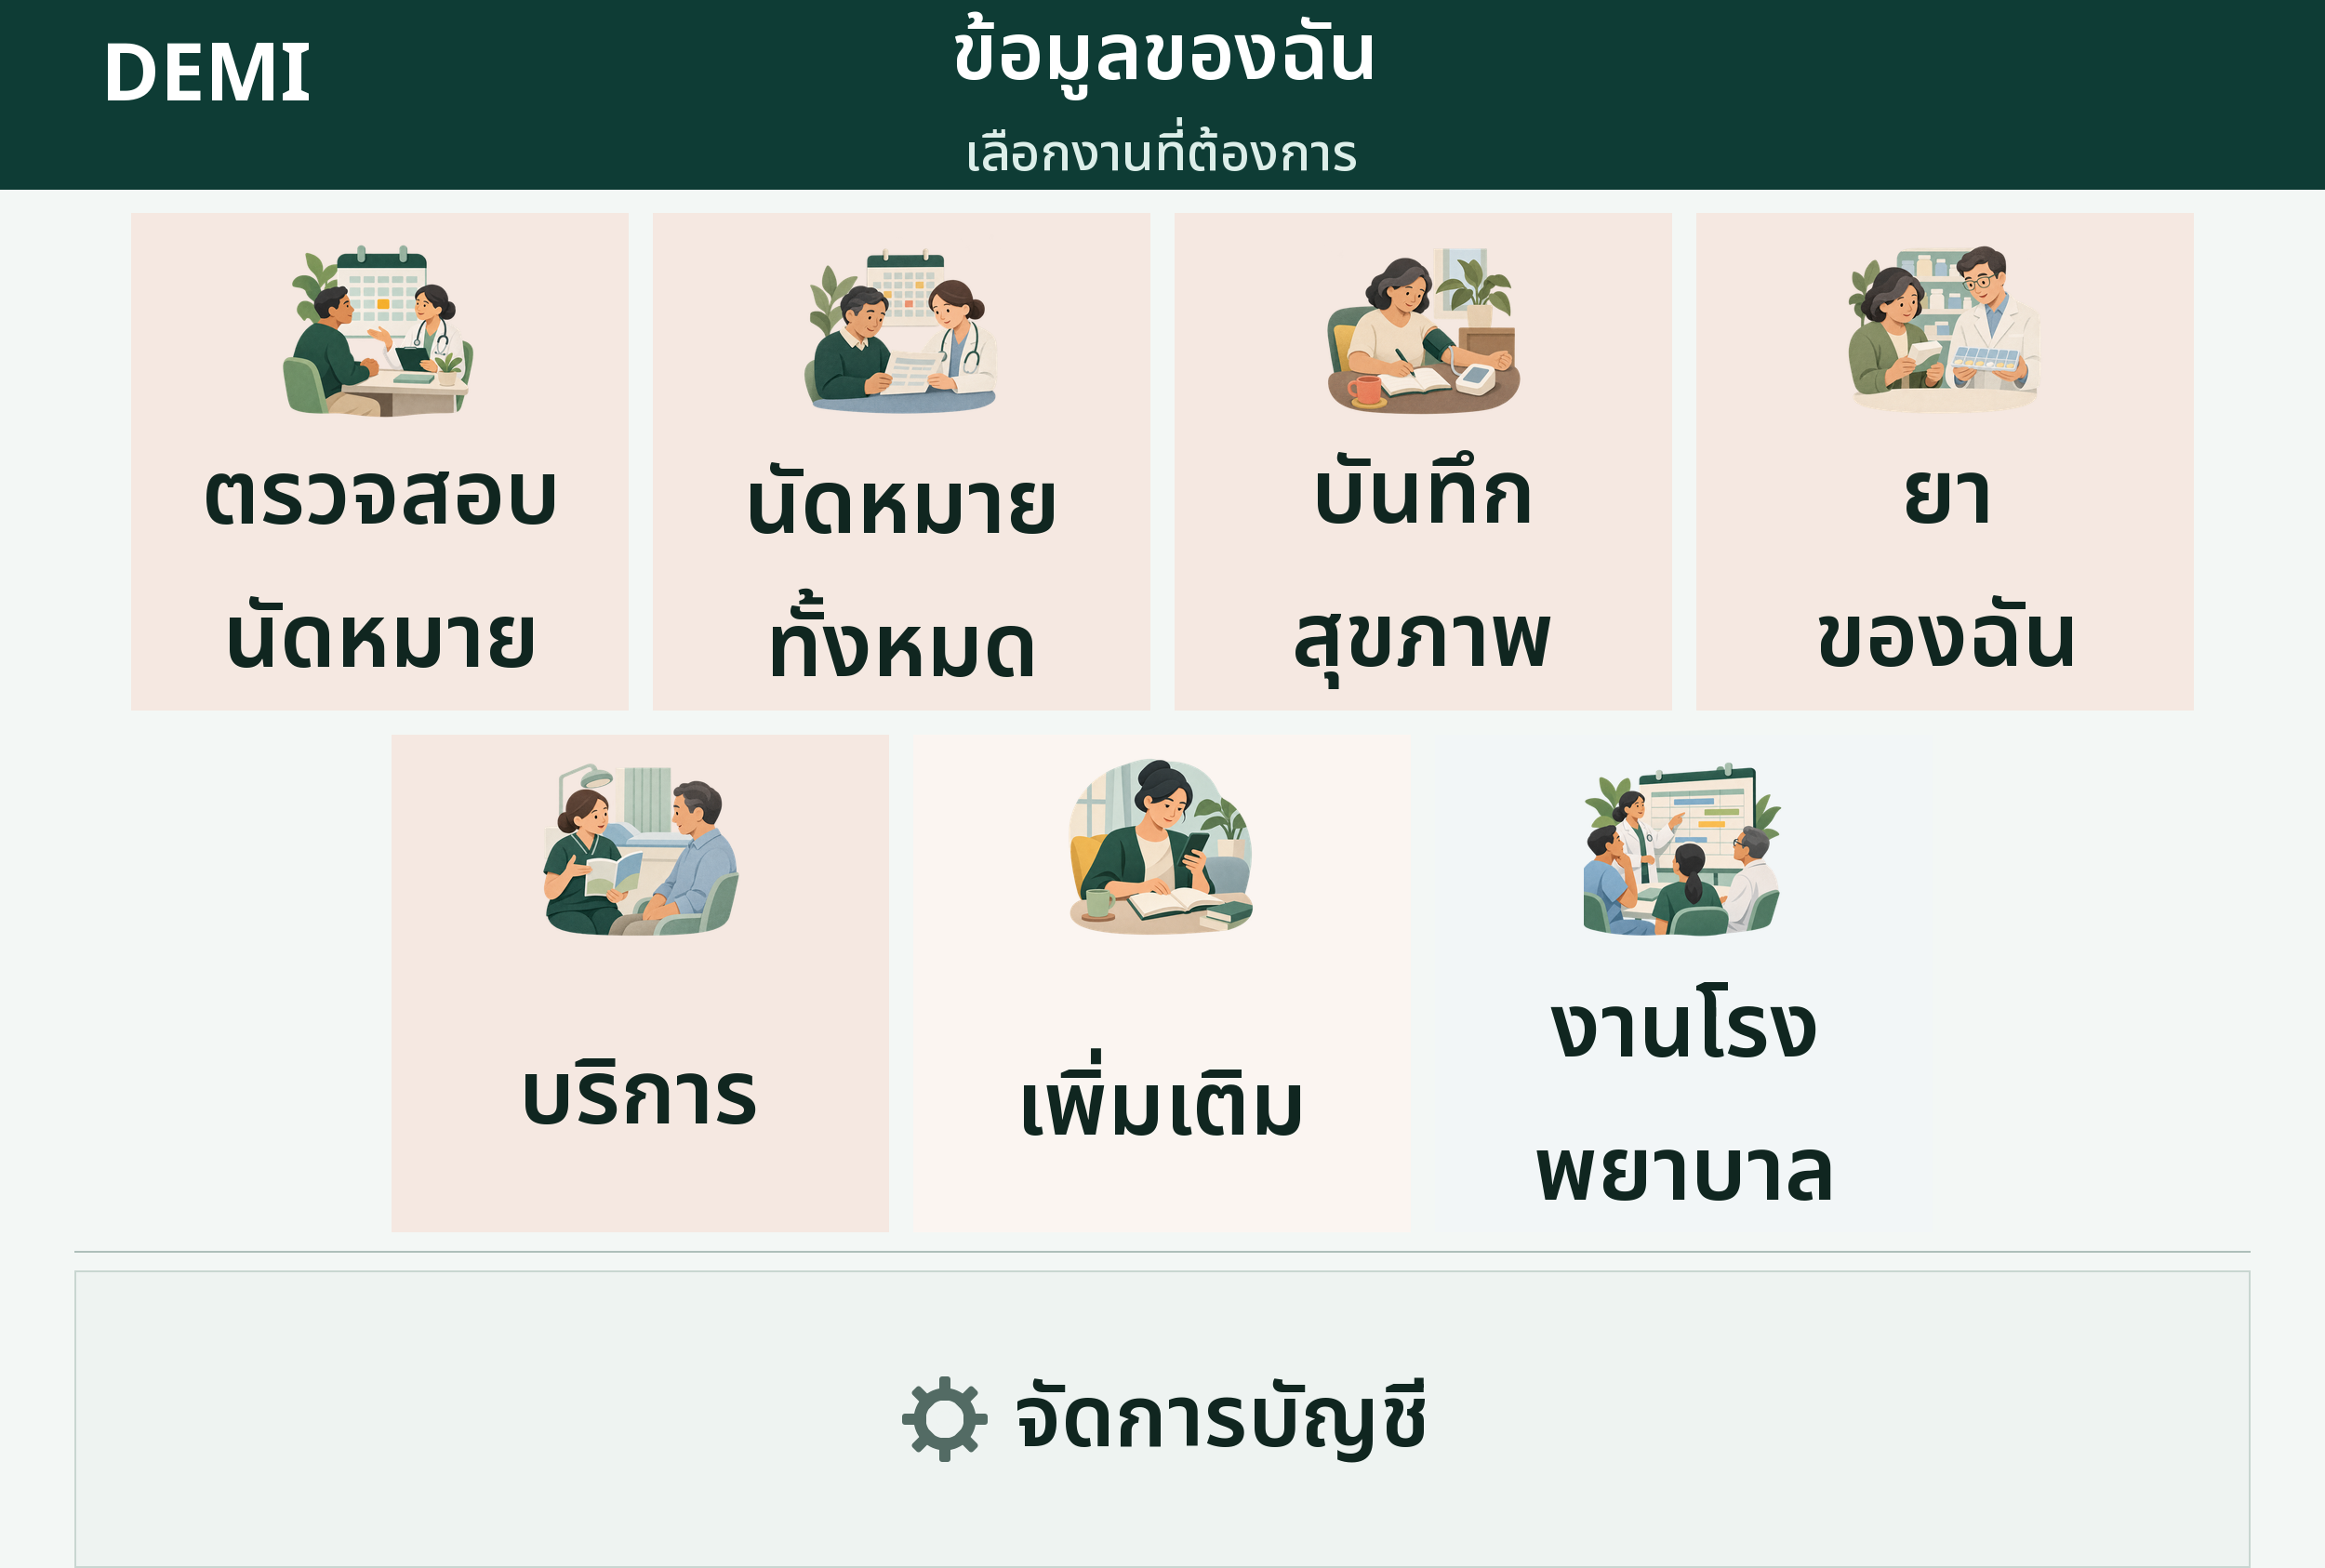 DEMI
ข้อมูลของฉัน
เลือกงานที่ต้องการ
ตรวจสอบ
นัดหมาย
นัดหมาย
ทั้งหมด
บันทึก
สุขภาพ
ยา
ของฉัน
บริการ
เพิ่มเติม
งานโรง
พยาบาล
จัดการบัญชี